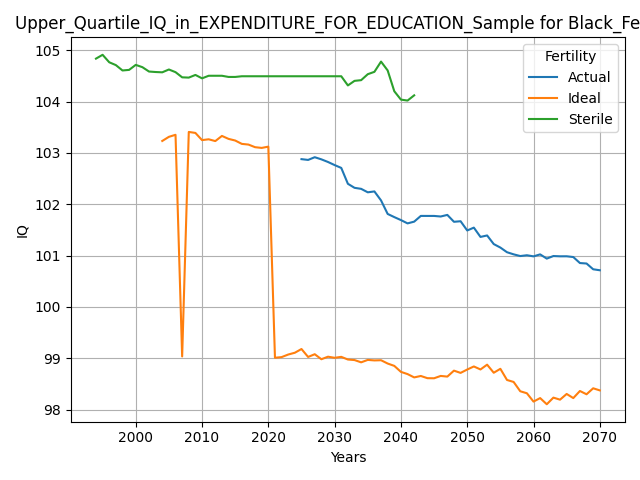 Upper_Quartile_IQ_in_EXPENDITURE_FOR_EDUCATION_Sample for Black_Fe
105
104
103
102
101
100
99
98
IQ
Fertility
Actual
Ideal
Sterile
2000 2010 2020 2030 2040 2050 2060 2070
Years